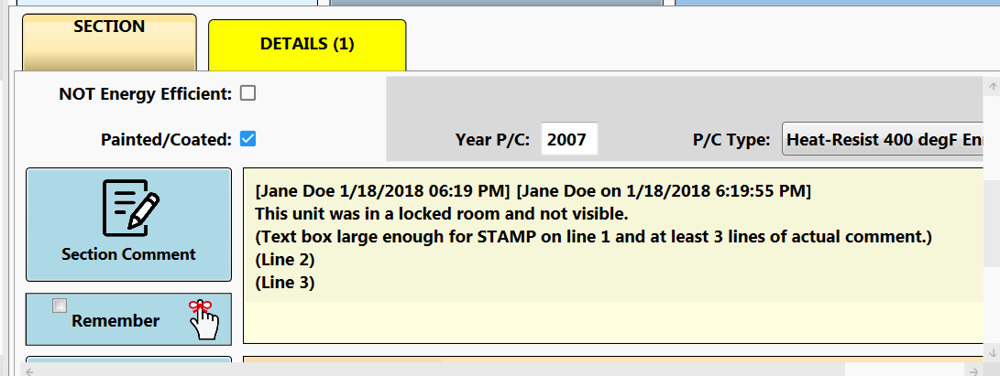 SECTION
DETAILS (1)
NOT Energy Efficient:
Painted/Coated:
Year P/C: 2007
P/C Type: Heat-Resist 400 degF
Section Comment
[Jane Doe 1/18/2018 06:19 PM] [Jane Doe on 1/18/2018 6:19:55 PM]
This unit was in a locked room and not visible.
(Text box large enough for STAMP on line 1 and at least 3 lines of actual comment.)
(Line 2)
(Line 3)
Remember